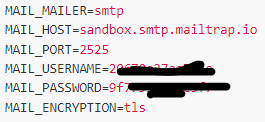 MAIL_MAILER=smtp
MAIL_HOST=sandbox.smtp.mailtrap.io
MAIL_PORT=2525
MAIL_USERNAME=
MAIL_PASSWORD=
MAIL_ENCRYPTION=tls